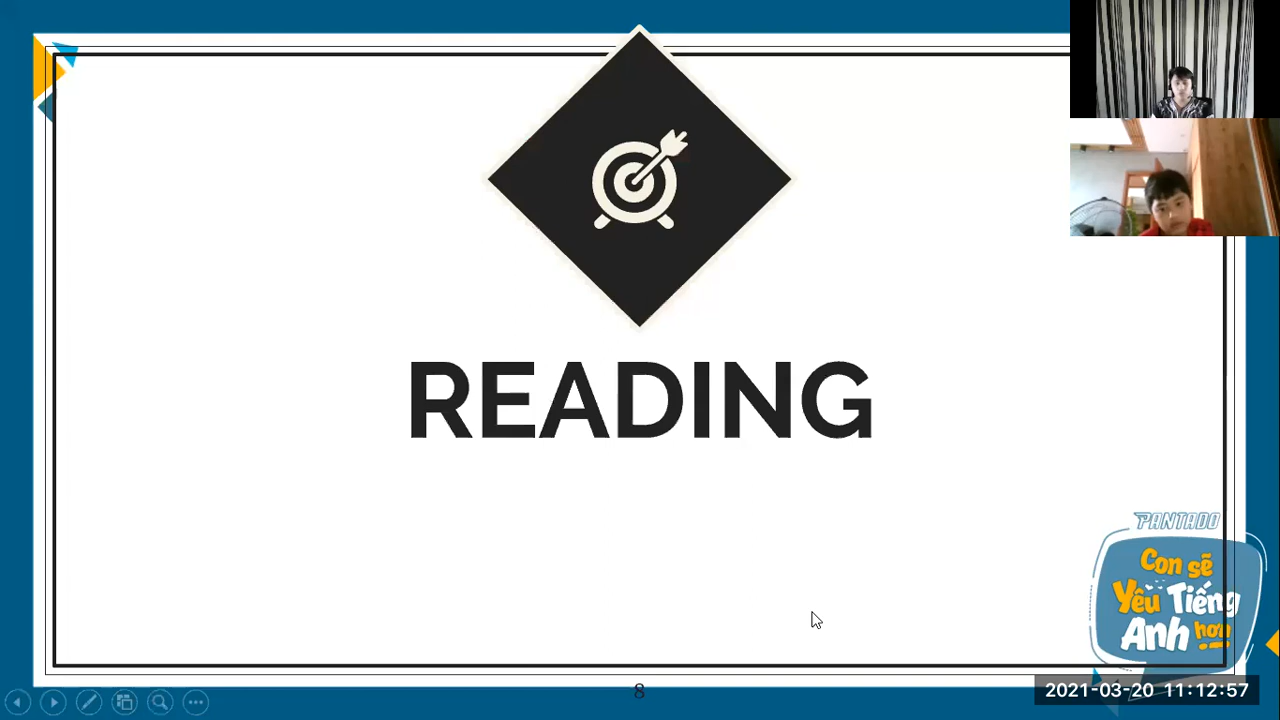 READING
PANTADO
Con sẽ
Yêu Tiếng
Anh hơn
8
2021-03-20 11:12:57